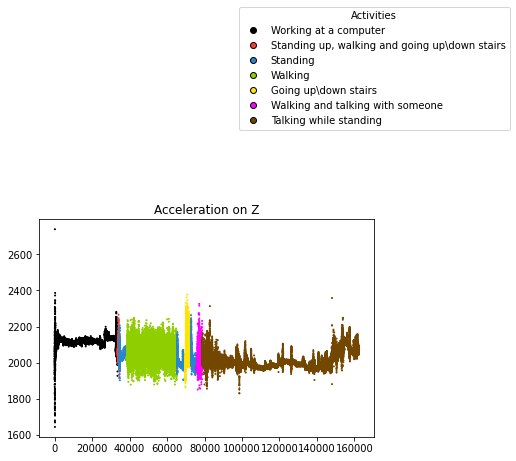 Activities
Working at a computer
Standing up, walking and going up\down stairs
Standing
Walking
Going up\down stairs
Walking and talking with someone
Talking while standing
Acceleration on Z
2600
2400
2200
2000
1800
1600
0 20000 40000 60000 80000 100000 120000 140000 160000